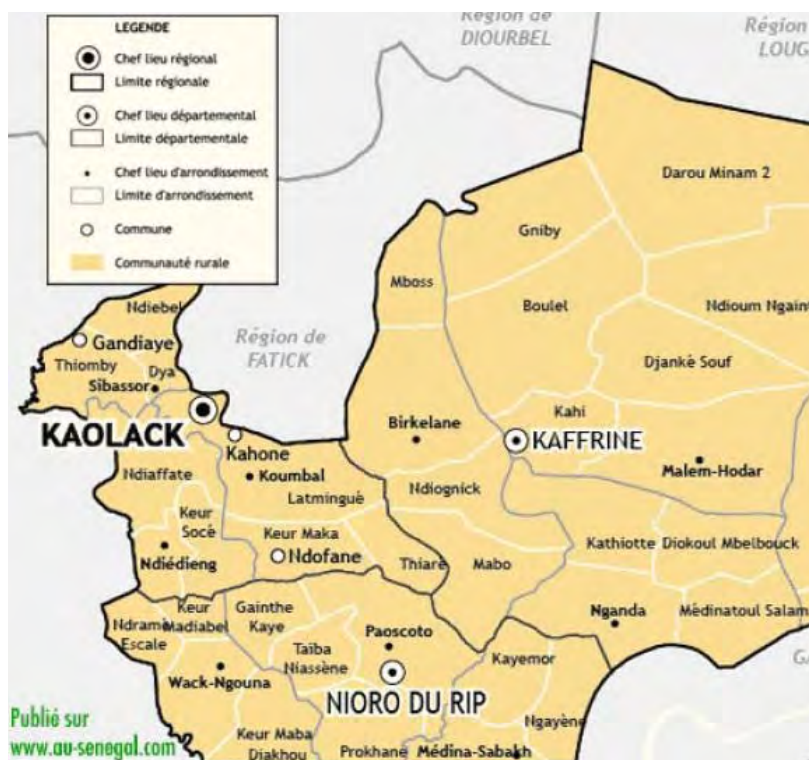 LEGENDE
Chef lieu régional
Limite régionale
Chef lieu départemental
Limite départementale
Chef lieu d'arrondissement
Limite d'arrondissement
Commune
Communauté rurale
Région de
DIOURBEL
Région
LOUG
Darou Minam 2
Gniby
Mboss
Boulel
Ndioum Ngaint
Ndiebel
Gandiaye
Région de
FATICK
Djanké Souf
Thiomby
Dya
Sibassor
Kahi
KAOLACK
Birkelane
KAFFRINE
Kahone
Malem-Hodar
Ndiaffate
Koumbal
Latmingué
Ndiognick
Keur
Socé
Keur Maka
Kathiotte
Diokoul Mbelbouck
Ndiédieng
Ndofane
Thiaré
Mabo
Keur
Madiabel
Gainthe
Kaye
Nganda
Médinatoul Salam
Ndramé
Escale
Paoscoto
Taïba
Niassène
Kayemor
GA
Wack-Ngouna
NIORO DU RIP
Ngayène
Publié sur
www.au-senegal.com
Keur Maba
Diakhou
Prokhane
Médina-Sabakh